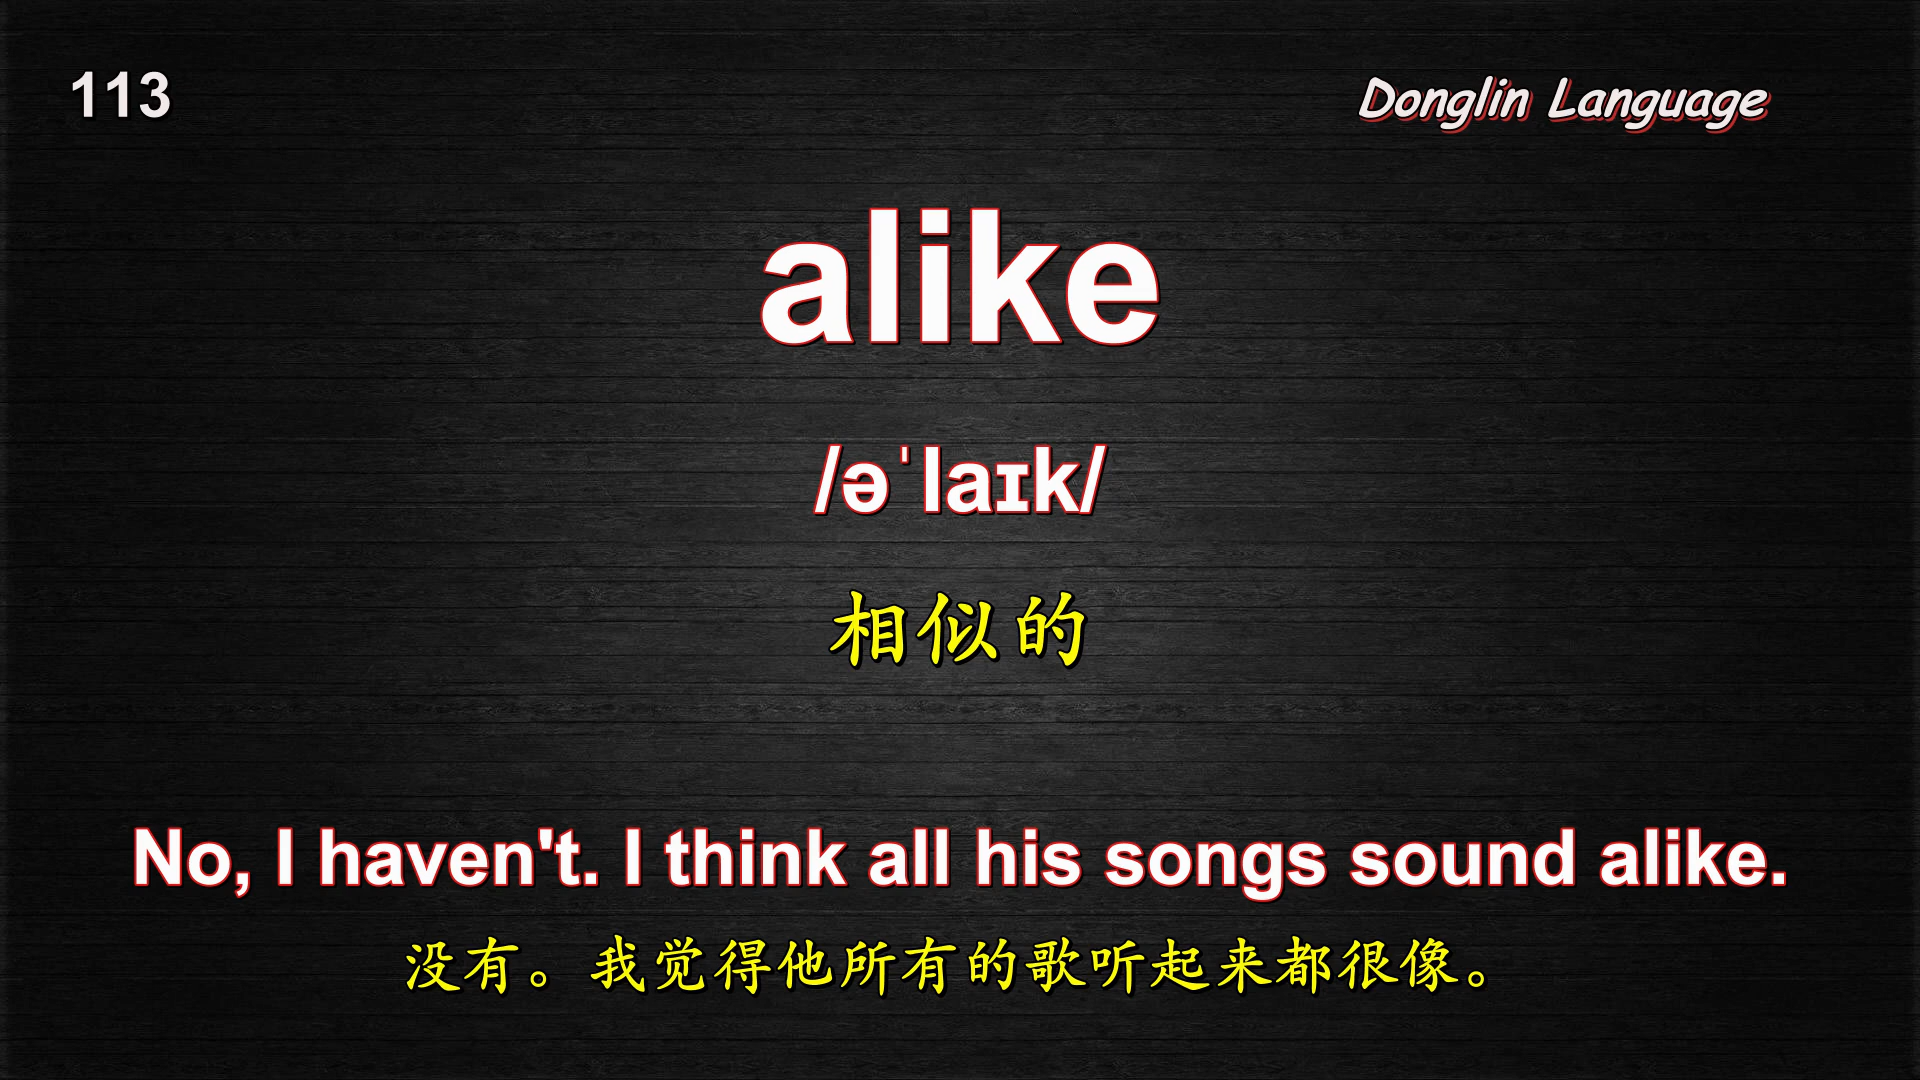 113
Donglin Language
alike
/əˈlaɪk/
相似的
No, I haven't. I think all his songs sound alike.
没有。我觉得他所有的歌听起来都很像。